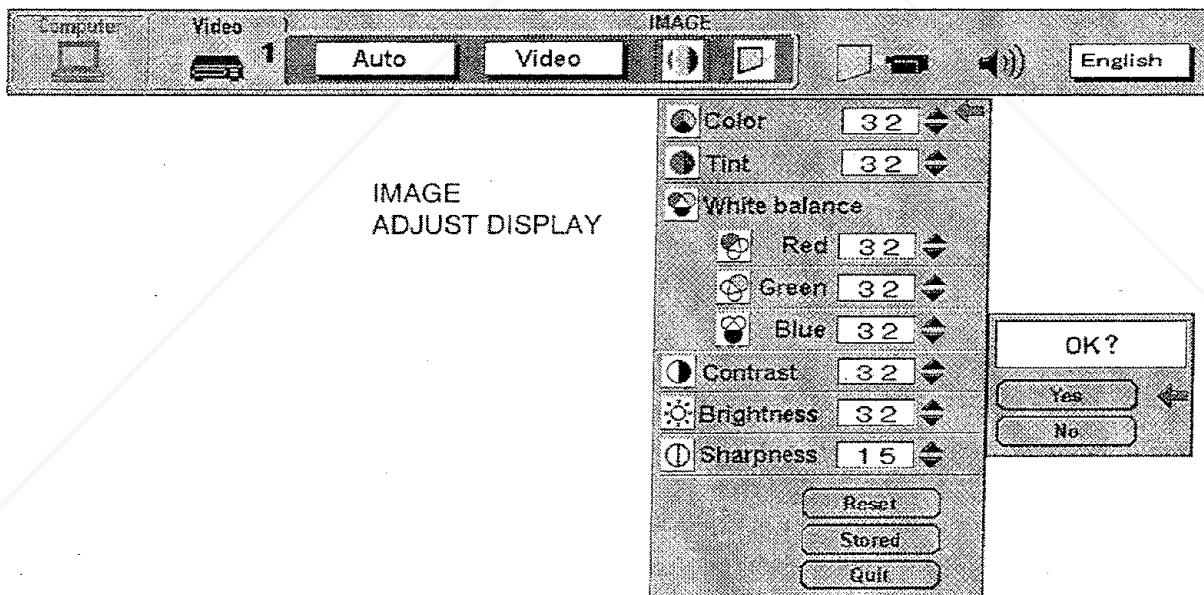 Computer Video IMAGE
1 Auto Video English
Color 32
Tint 32
IMAGE
ADJUST DISPLAY
White balance
Red 32
Green 32
Blue 32
Contrast 32
Brightness 32
Sharpness 15
OK?
Yes
No
Reset
Stored
Quit